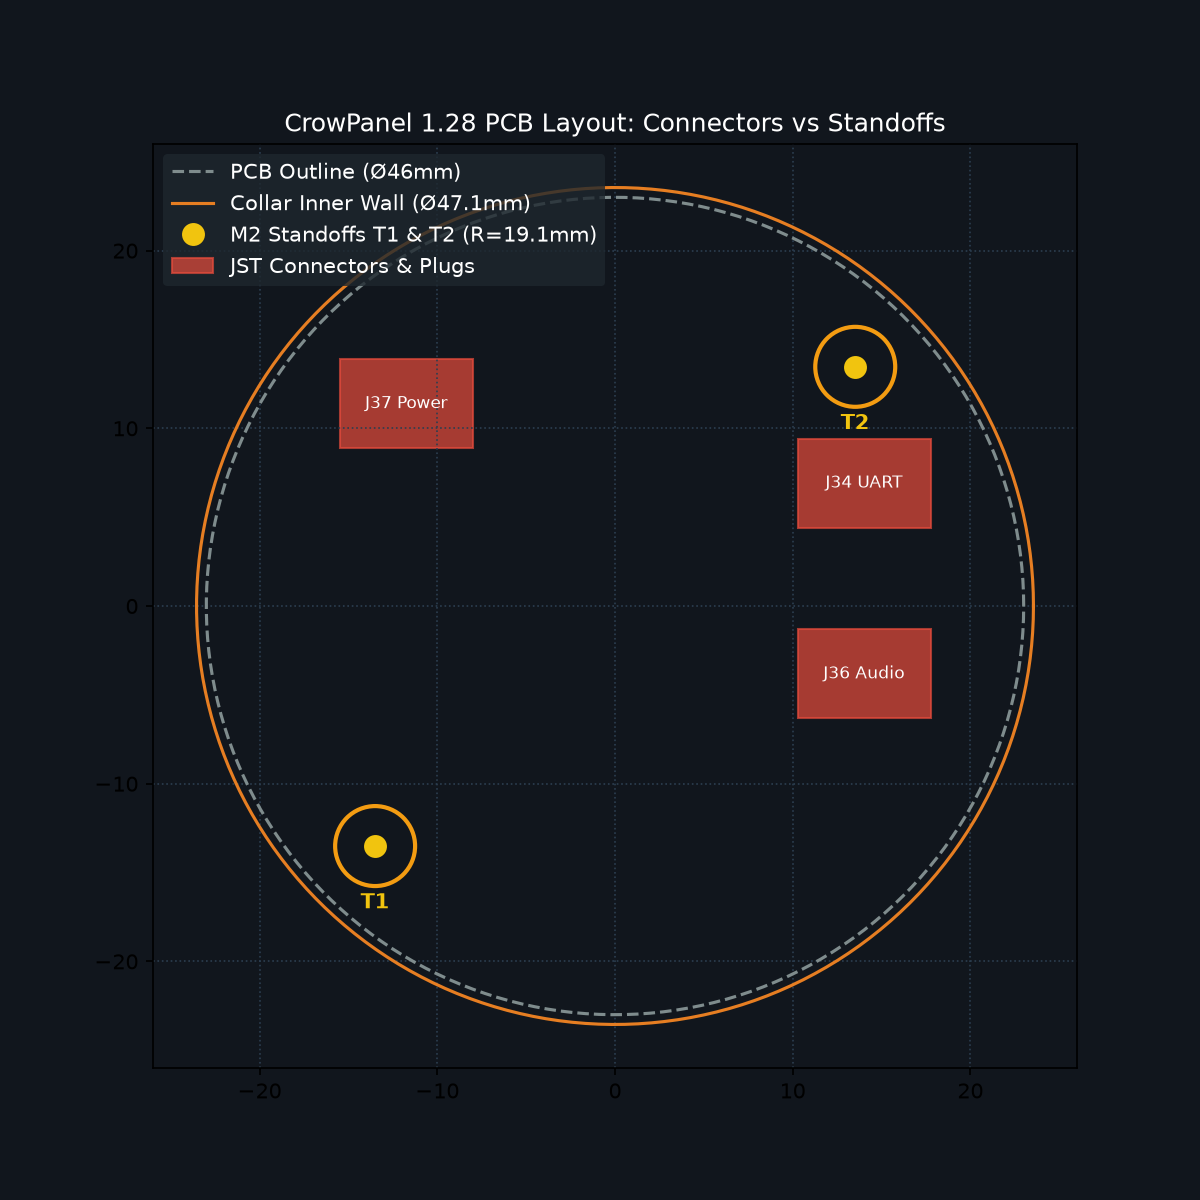 CrowPanel 1.28 PCB Layout: Connectors vs Standoffs
PCB Outline (Ø46mm)
Collar Inner Wall (Ø47.1mm)
M2 Standoffs T1 & T2 (R=19.1mm)
JST Connectors & Plugs
20
10
0
−10
−20
J37 Power
T2
J34 UART
J36 Audio
T1
−20
−10
0
10
20